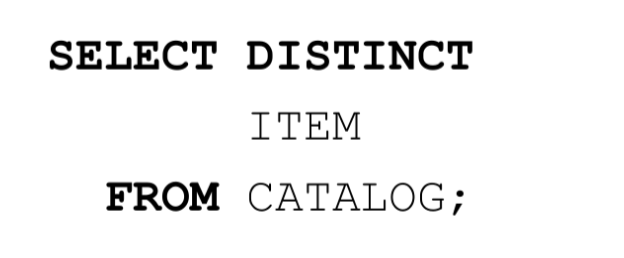 SELECT DISTINCT
ITEM
FROM CATALOG;